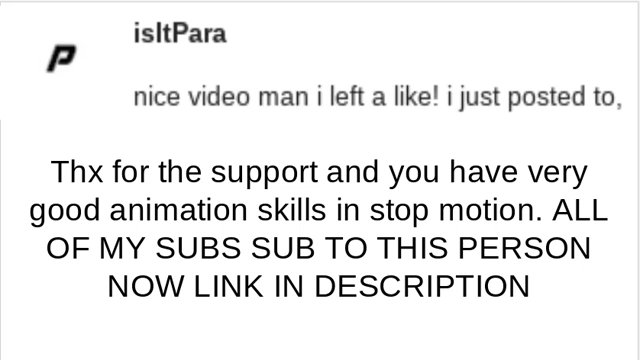 isItPara
nice video man i left a like! i just posted to,
Thx for the support and you have very
good animation skills in stop motion. ALL
OF MY SUBS SUB TO THIS PERSON
NOW LINK IN DESCRIPTION